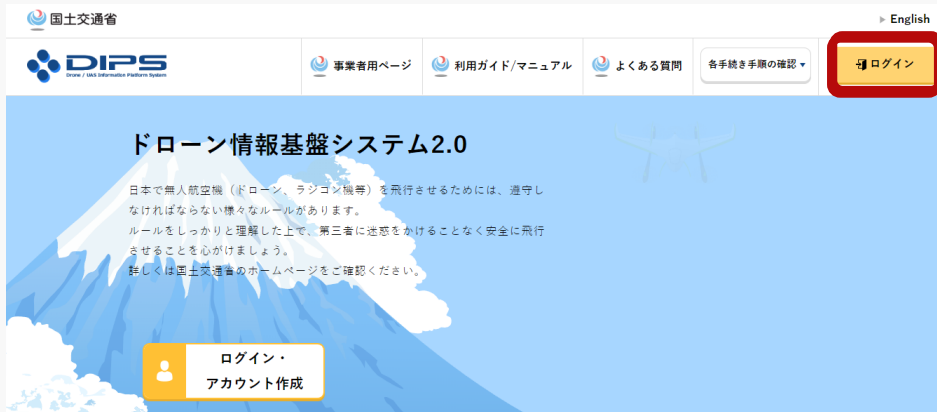 国土交通省
English
DIPS
Drone / UAS Information Platform System
事業者用ページ
利用ガイド/マニュアル
よくある質問
各手続き手順の確認
ログイン
ドローン情報基盤システム2.0
日本で無人航空機（ドローン、ラジコン機等）を飛行させるためには、遵守し
なければならない様々なルールがあります。
ルールをしっかりと理解した上で、第三者に迷惑をかけることなく安全に飛行
させることを心がけましょう。
詳しくは国土交通省のホームページをご確認ください。
ログイン・
アカウント作成